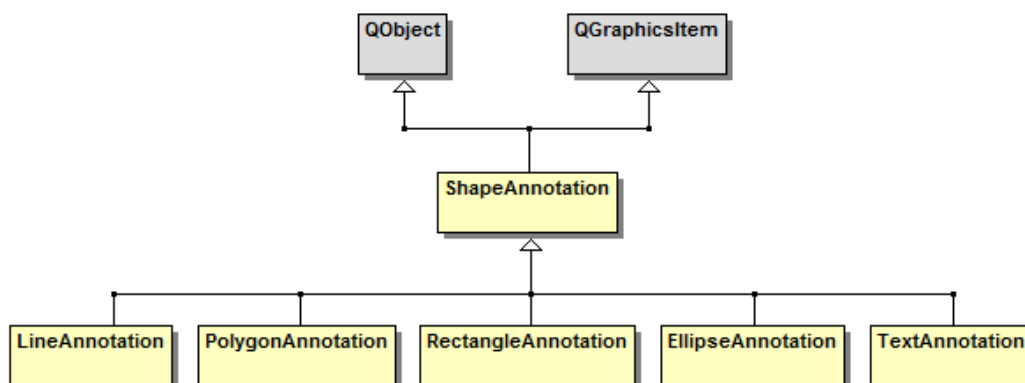 QObject
QGraphicsItem
ShapeAnnotation
LineAnnotation
PolygonAnnotation
RectangleAnnotation
EllipseAnnotation
TextAnnotation